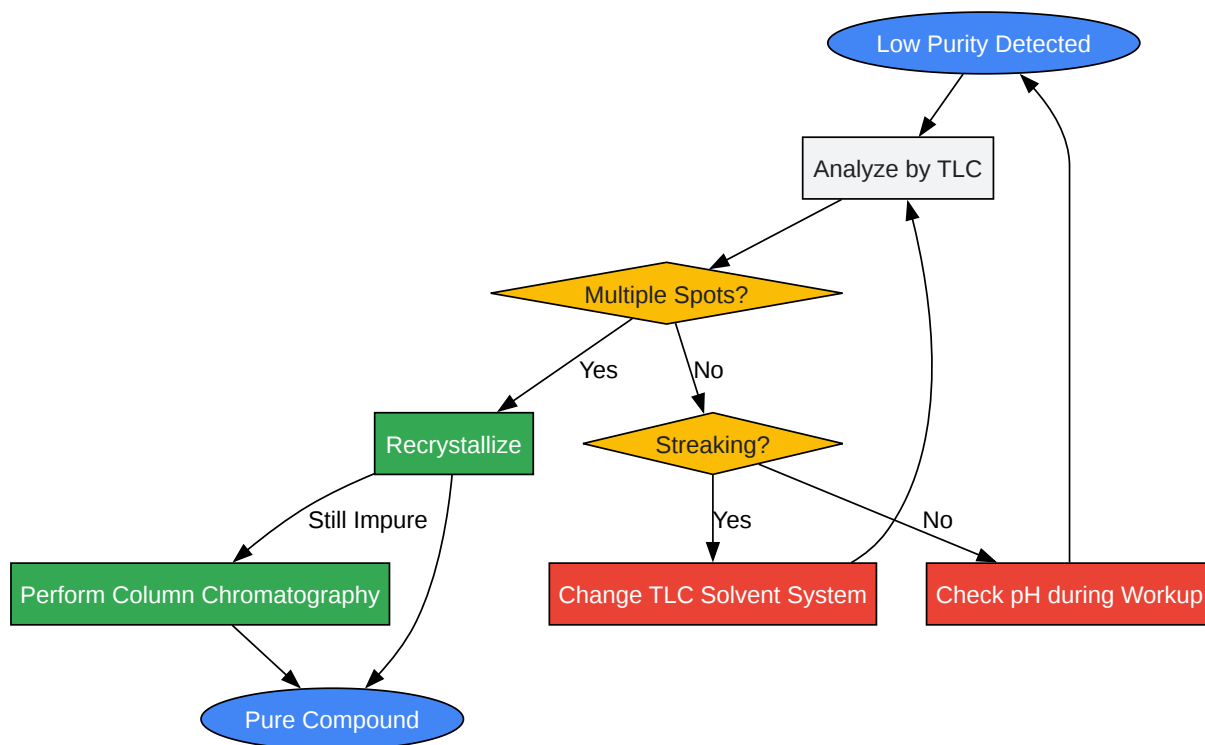 Low Purity Detected
Analyze by TLC
Multiple Spots?
Yes
No
Recrystallize
Streaking?
Still Impure
Yes
No
Perform Column Chromatography
Change TLC Solvent System
Check pH during Workup
Pure Compound